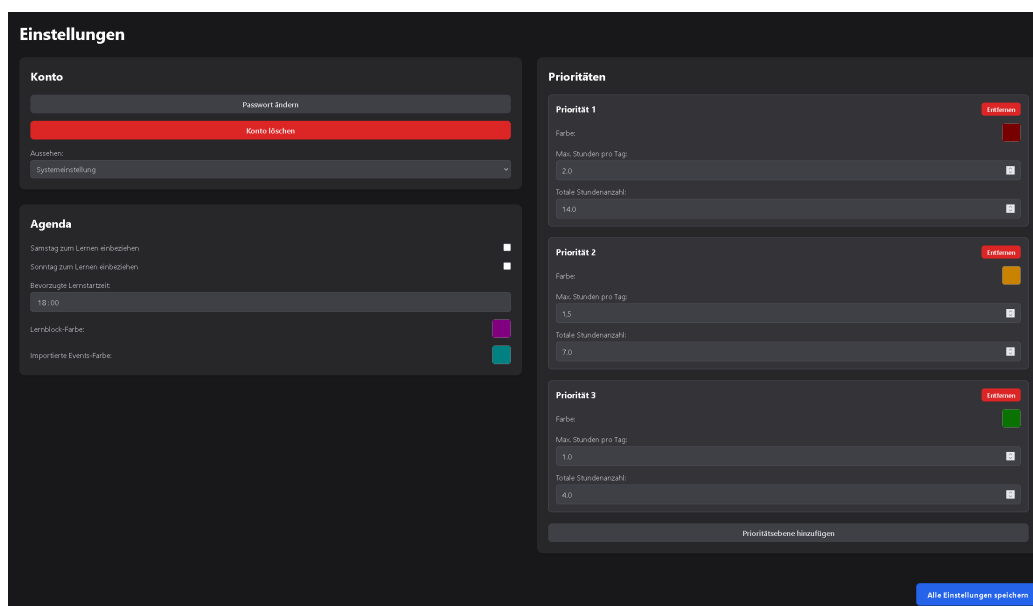 Einstellungen
Konto
Passwort ändern
Konto löschen
Aussehen:
Systemeinstellung
Agenda
Samstag zum Lernen einbeziehen
Sonntag zum Lernen einbeziehen
Bevorzugte Lernstartzeit:
18:00
Lernblock-Farbe:
Importierte Events-Farbe:
Prioritäten
Priorität 1
Entfernen
Farbe:
Max. Stunden pro Tag:
2.0
Totale Stundenanzahl:
14.0
Priorität 2
Entfernen
Farbe:
Max. Stunden pro Tag:
1,5
Totale Stundenanzahl:
7.0
Priorität 3
Entfernen
Farbe:
Max. Stunden pro Tag:
1.0
Totale Stundenanzahl:
4.0
Prioritätsebene hinzufügen
Alle Einstellungen speichern